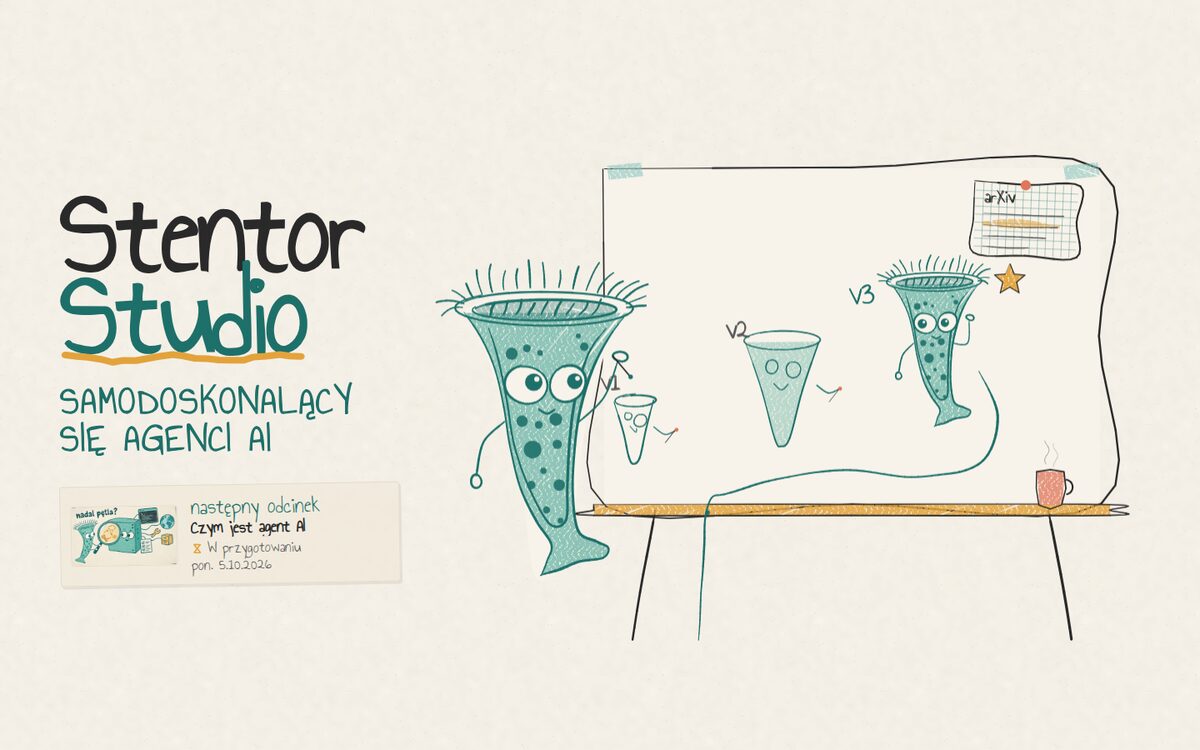 Stentor
Studio
SAMODOSKONALĄCY
SIĘ AGENCI AI
nadal pętla?
następny odcinek
Czym jest agent AI
W przygotowaniu
pon. 5.10.2026
v1
v2
v3
arXiv